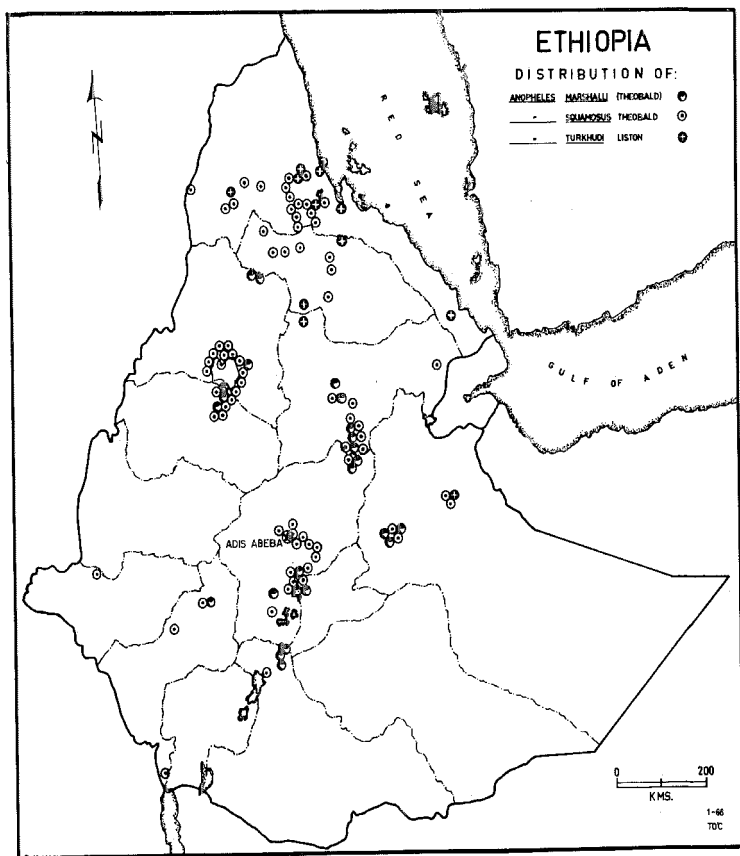 ETHIOPIA
DISTRIBUTION OF:
ANOPHELES MARSHALLI (THEOBALD)
" SQUAMOSUS THEOBALD
" TURKHUDI LISTON
N
RED SEA
GULF OF ADEN
ADIS ABEBA
0 200
KMS.
1-66
TDC